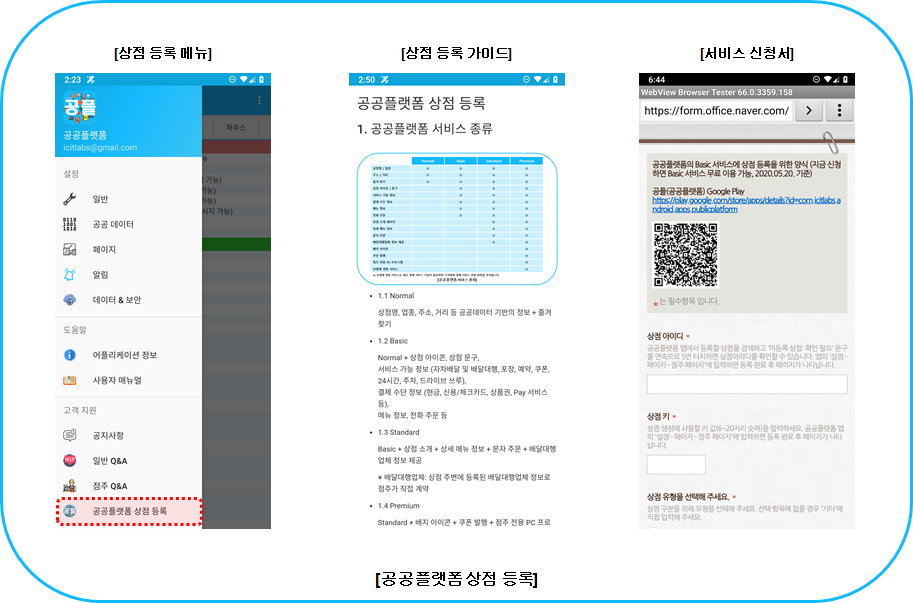 [상점 등록 메뉴]
2:23
공플
공공플랫폼
icitlabs@gmail.com
하우스
가능)
가능)
시지 가능)
설정
일반
공공 데이터
페이지
알림
데이터 & 보안
도움말
어플리케이션 정보
사용자 매뉴얼
고객 지원
공지사항
일반 Q&A
점주 Q&A
공공플랫폼 상점 등록
[상점 등록 가이드]
2:50
공공플랫폼 상점 등록
1. 공공플랫폼 서비스 종류
Normal Basic Standard Premium
[공공플랫폼 서비스 종류]
• 1.1 Normal
상점명, 업종, 주소, 거리 등 공공데이터 기반의 정보 + 즐겨
찾기
• 1.2 Basic
Normal + 상점 아이콘, 상점 문구,
서비스 가능 정보 (자차배달 및 배달대행, 포장, 예약, 쿠폰,
24시간, 주차, 드라이브 쓰루),
결제 수단 정보 (현금, 신용/체크카드, 상품권, Pay 서비스
등),
메뉴 정보, 전화 주문 등
• 1.3 Standard
Basic + 상점 소개 + 상세 메뉴 정보 + 문자 주문 + 배달대행
업체 정보 제공
※ 배달대행업체: 상점 주변에 등록된 배달대행업체 정보로
점주가 직접 계약
• 1.4 Premium
Standard + 배지 아이콘 + 쿠폰 발행 + 점주 전용 PC 프로
[서비스 신청서]
6:44
WebView Browser Tester 66.0.3359.158
https://form.office.naver.com/
공공플랫폼의 Basic 서비스에 상점 등록을 위한 양식 (지금 신청
하면 Basic 서비스 무료 이용 가능, 2020.05.20. 기준)
공플(공공플랫폼) Google Play
https://play.google.com/store/apps/details?id=com.icitlabs.a
ndroid.apps.publicplatform
* 는 필수항목 입니다.
상점 아이디 *
공공플랫폼 앱에서 등록할 상점을 검색하고 '미등록 상점: 확인 필요' 문구
를 연속으로 5번 터치하면 상점아이디를 확인할 수 있습니다. 앱의 '설정 -
페이지 - 점주 페이지'에 입력하면 등록 완료 후 페이지가 나타납니다.
상점 키 *
상점 생성에 사용할 키 값(6~20자리 숫자)을 입력하세요. 공공플랫폼 앱
의 '설정 - 페이지 - 점주 페이지'에 입력하면 등록 완료 후 페이지가 나타
납니다.
상점 유형을 선택해 주세요. *
상점 구분을 위해 유형을 선택해 주세요. 선택 항목에 없을 경우 '기타'에
직접 입력해 주세요.
[공공플랫폼 상점 등록]